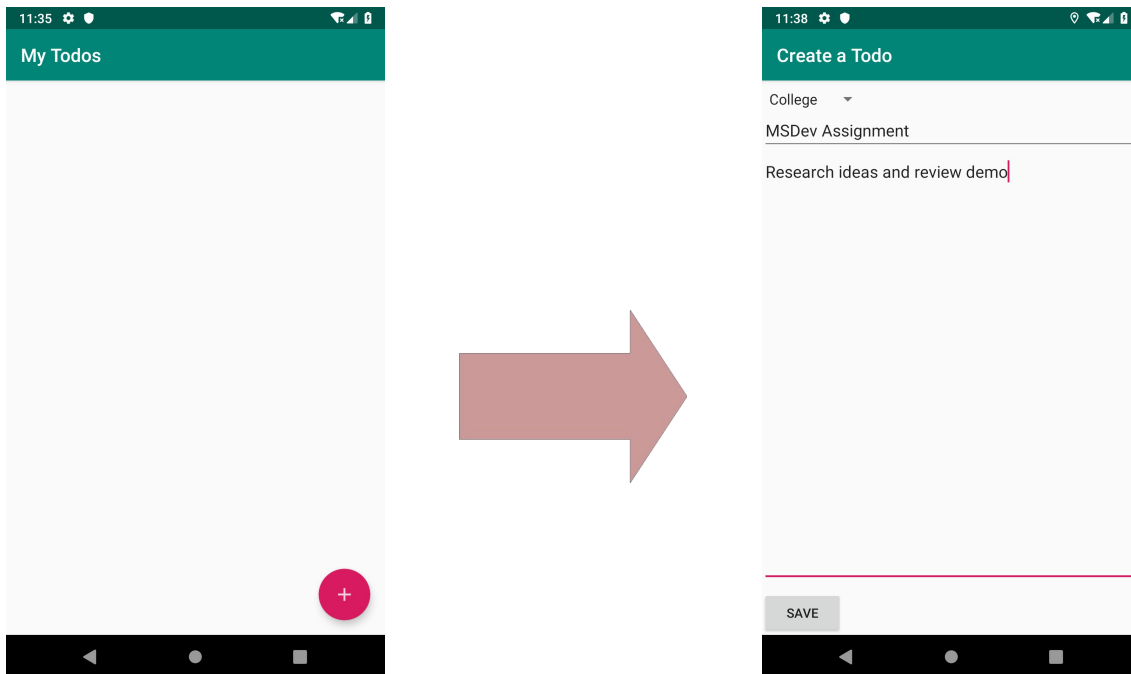 11:35
My Todos
+
11:38
Create a Todo
College
MSDev Assignment
Research ideas and review demo
SAVE